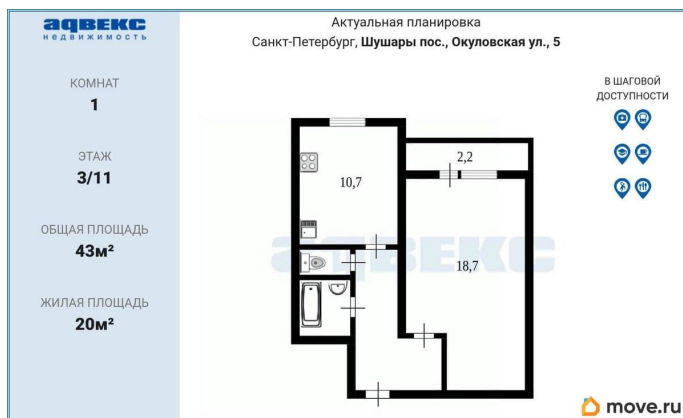 адвекс
НЕДВИЖИМОСТЬ
КОМНАТ
1
ЭТАЖ
3/11
ОБЩАЯ ПЛОЩАДЬ
43м²
ЖИЛАЯ ПЛОЩАДЬ
20м²
Актуальная планировка
Санкт-Петербург, Шушары пос., Окуловская ул., 5
В ШАГОВОЙ
ДОСТУПНОСТИ
2,2
10,7
адвекс
18,7
move.ru